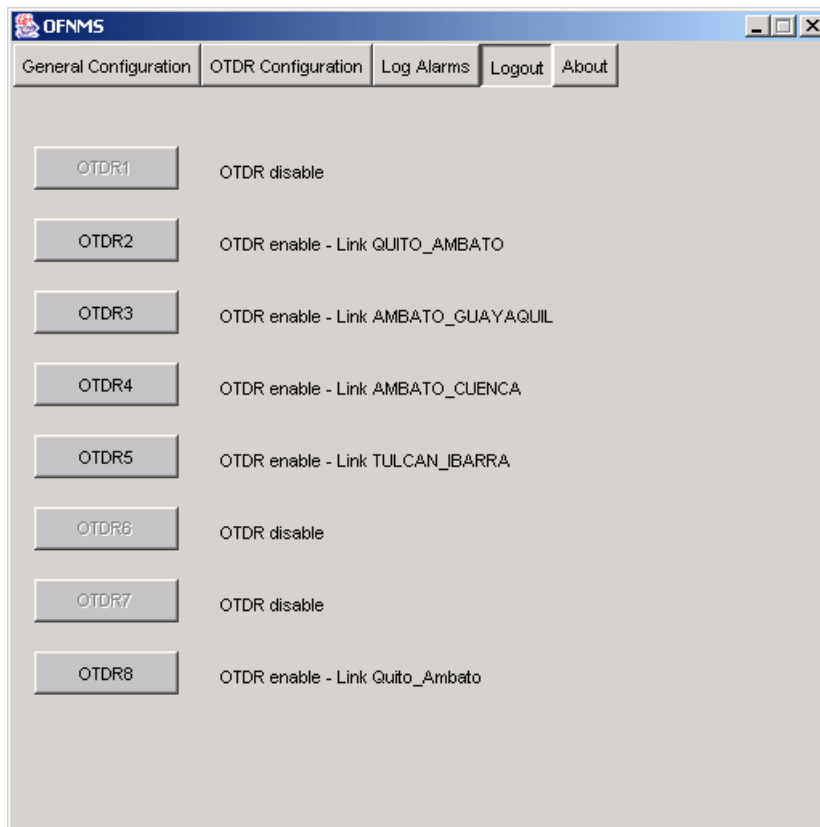 OFNMS
General Configuration OTDR Configuration Log Alarms Logout About
OTDR1 OTDR disable
OTDR2 OTDR enable - Link QUITO_AMBATO
OTDR3 OTDR enable - Link AMBATO_GUAYAQUIL
OTDR4 OTDR enable - Link AMBATO_CUENCA
OTDR5 OTDR enable - Link TULCAN_IBARRA
OTDR6 OTDR disable
OTDR7 OTDR disable
OTDR8 OTDR enable - Link Quito_Ambato